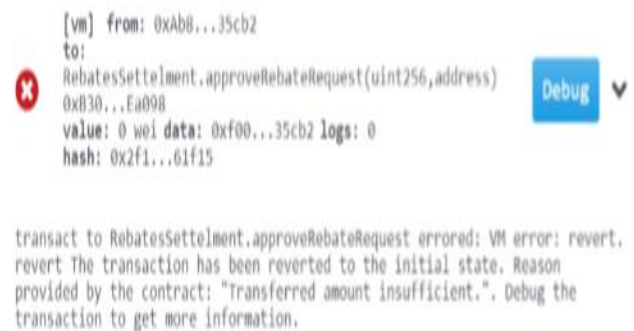 [vm] from: 0xAb8...35cb2
to:
RebatesSettelment.approveRebateRequest(uint256,address)
0xB30...Ea098
value: 0 wei data: 0xf00...35cb2 logs: 0
hash: 0x2f1...61f15
Debug
transact to RebatesSettelment.approveRebateRequest errored: VM error: revert.
revert The transaction has been reverted to the initial state. Reason
provided by the contract: "Transferred amount insufficient.". Debug the
transaction to get more information.